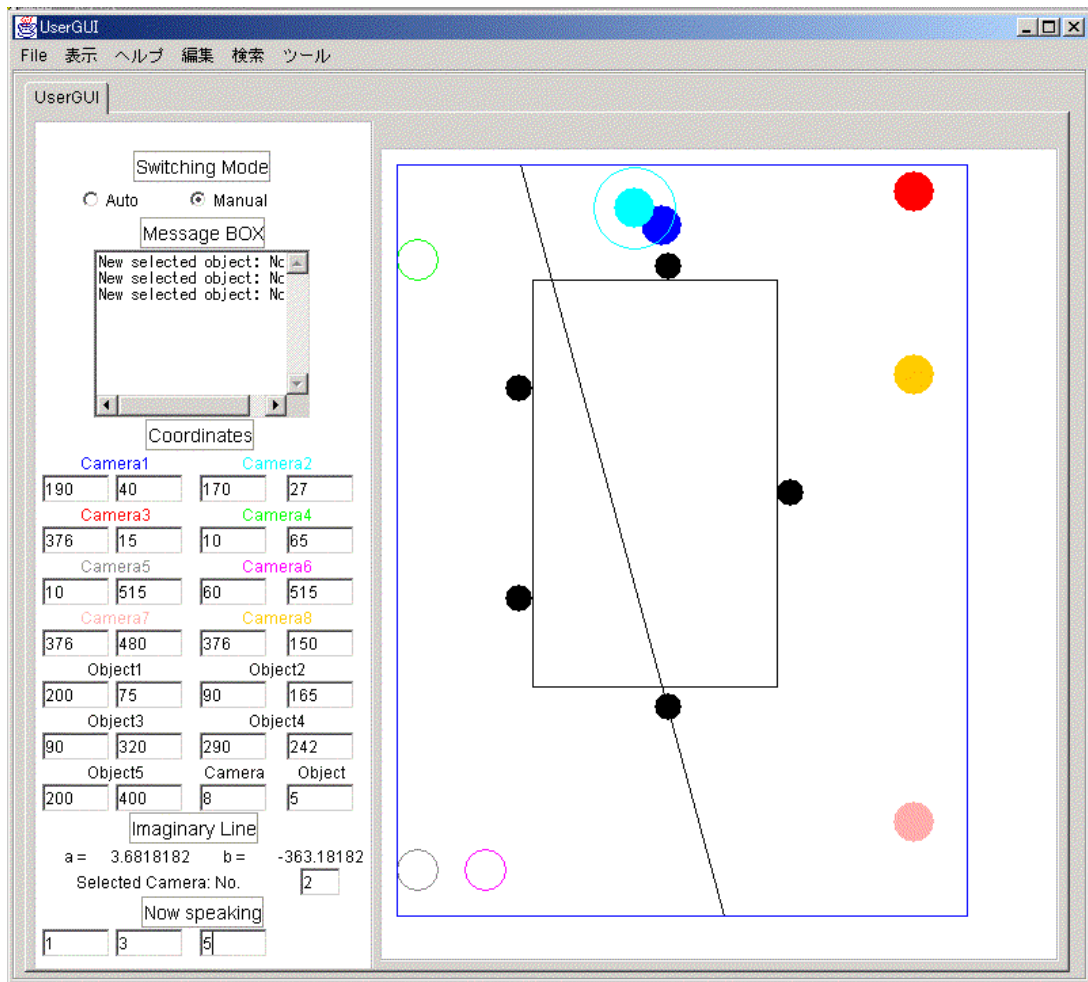 UserGUI
File 表示 ヘルプ 編集 検索 ツール
UserGUI
Switching Mode
Auto Manual
Message BOX
New selected object: Nc
New selected object: Nc
New selected object: Nc
Coordinates
Camera1 Camera2
190 40 170 27
Camera3 Camera4
376 15 10 65
Camera5 Camera6
10 515 60 515
Camera7 Camera8
376 480 376 150
Object1 Object2
200 75 90 165
Object3 Object4
90 320 290 242
Object5 Camera Object
200 400 8 5
Imaginary Line
a = 3.6818182 b = -363.18182
Selected Camera: No. 2
Now speaking
1 3 5